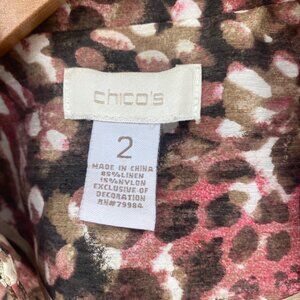 chico's
2
MADE IN CHINA
85%LINEN
15%NYLON
EXCLUSIVE OF
DECORATION
RN#79984